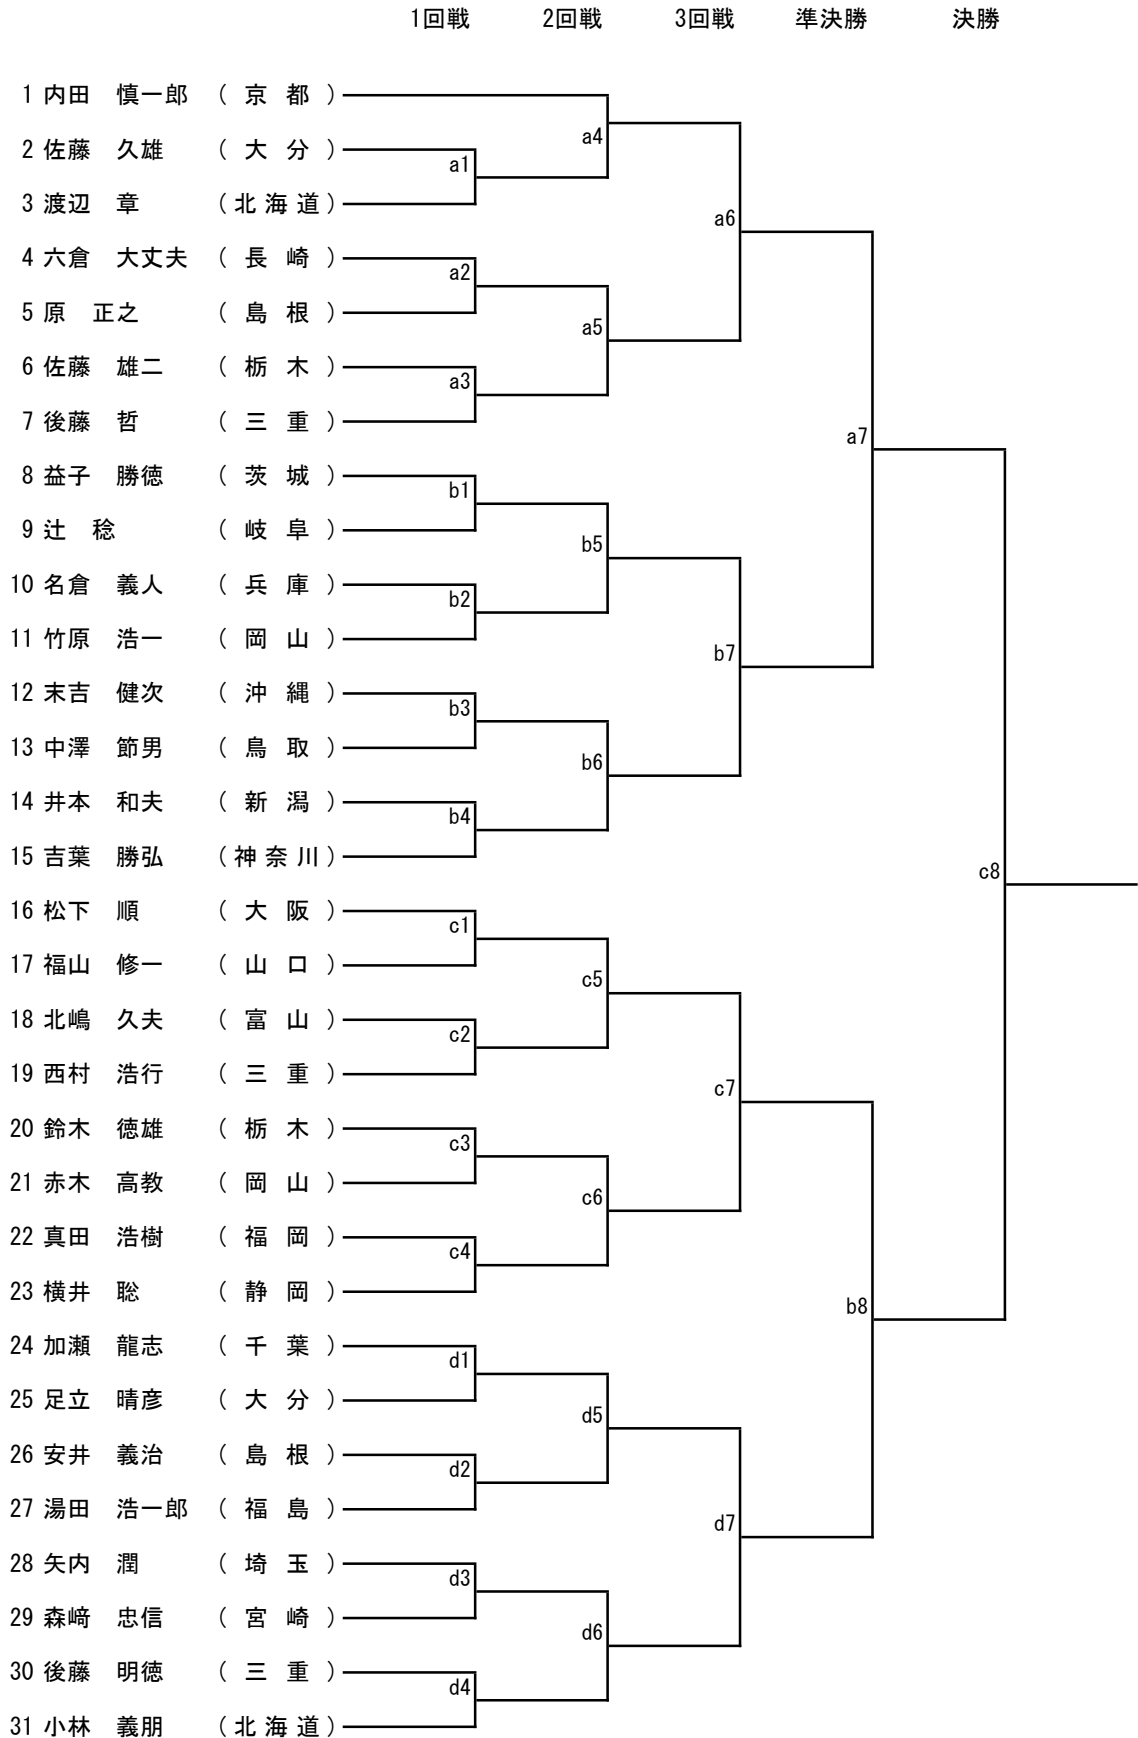 1回戦 2回戦 3回戦 準決勝 決勝
1 内田 慎一郎 ( 京 都 )
a4
2 佐藤 久雄 ( 大 分 )
a1
3 渡辺 章 ( 北 海 道 )
a6
4 六倉 大丈夫 ( 長 崎 )
a2
5 原 正之 ( 島 根 )
a5
6 佐藤 雄二 ( 栃 木 )
a3
7 後藤 哲 ( 三 重 )
a7
8 益子 勝徳 ( 茨 城 )
b1
9 辻 稔 ( 岐 阜 )
b5
10 名倉 義人 ( 兵 庫 )
b2
11 竹原 浩一 ( 岡 山 )
b7
12 末吉 健次 ( 沖 縄 )
b3
13 中澤 節男 ( 鳥 取 )
b6
14 井本 和夫 ( 新 潟 )
b4
15 吉葉 勝弘 ( 神 奈 川 )
c8
16 松下 順 ( 大 阪 )
c1
17 福山 修一 ( 山 口 )
c5
18 北嶋 久夫 ( 富 山 )
c2
19 西村 浩行 ( 三 重 )
c7
20 鈴木 徳雄 ( 栃 木 )
c3
21 赤木 高教 ( 岡 山 )
c6
22 真田 浩樹 ( 福 岡 )
c4
23 横井 聡 ( 静 岡 )
b8
24 加瀬 龍志 ( 千 葉 )
d1
25 足立 晴彦 ( 大 分 )
d5
26 安井 義治 ( 島 根 )
d2
27 湯田 浩一郎 ( 福 島 )
d7
28 矢内 潤 ( 埼 玉 )
d3
29 森﨑 忠信 ( 宮 崎 )
d6
30 後藤 明徳 ( 三 重 )
d4
31 小林 義朋 ( 北 海 道 )